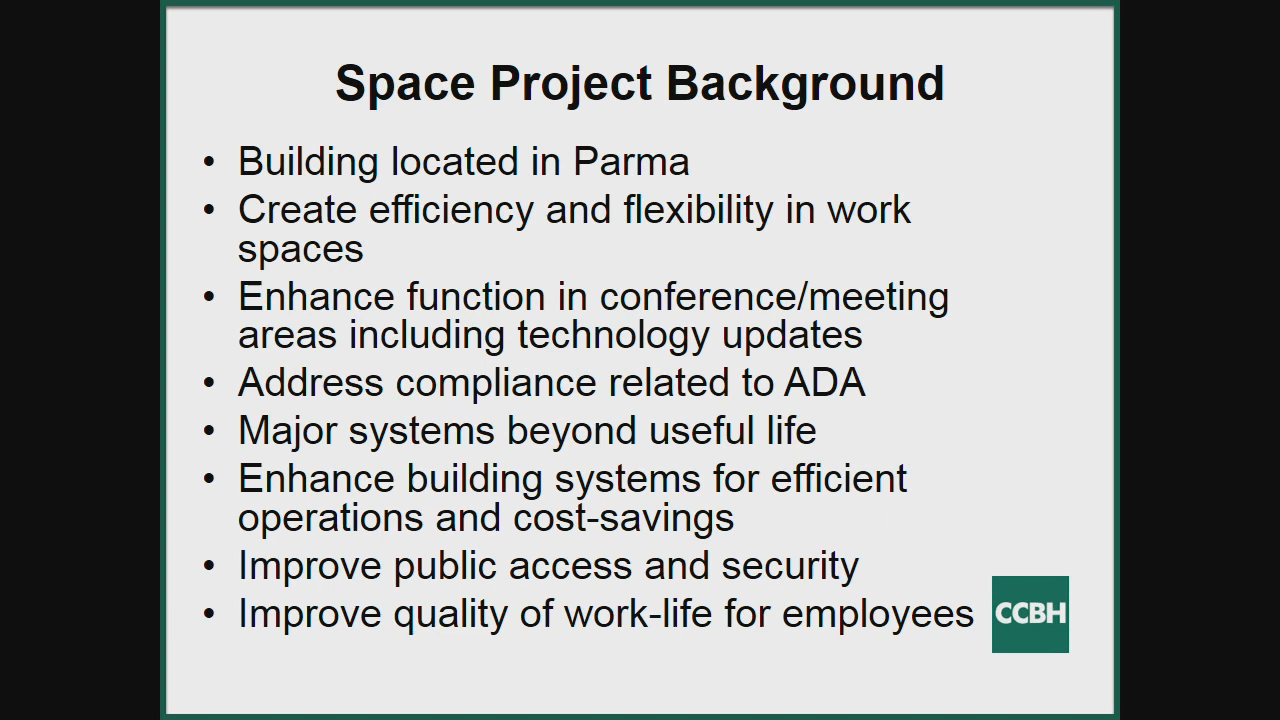 Space Project Background
• Building located in Parma
• Create efficiency and flexibility in work
spaces
• Enhance function in conference/meeting
areas including technology updates
• Address compliance related to ADA
• Major systems beyond useful life
• Enhance building systems for efficient
operations and cost-savings
• Improve public access and security
• Improve quality of work-life for employees
CCBH